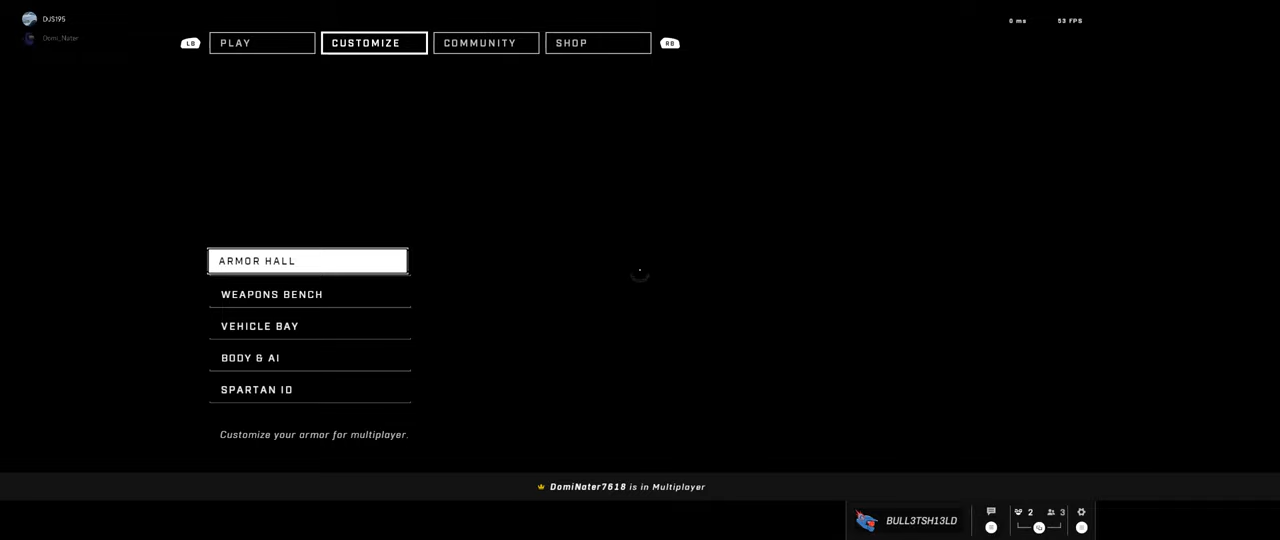 DJS195
Domi_Nater
0 ms 53 FPS
LB PLAY CUSTOMIZE COMMUNITY SHOP RB
ARMOR HALL
WEAPONS BENCH
VEHICLE BAY
BODY & AI
SPARTAN ID
Customize your armor for multiplayer.
DomiNater7618 is in Multiplayer
BULL3TSH13LD 2 3